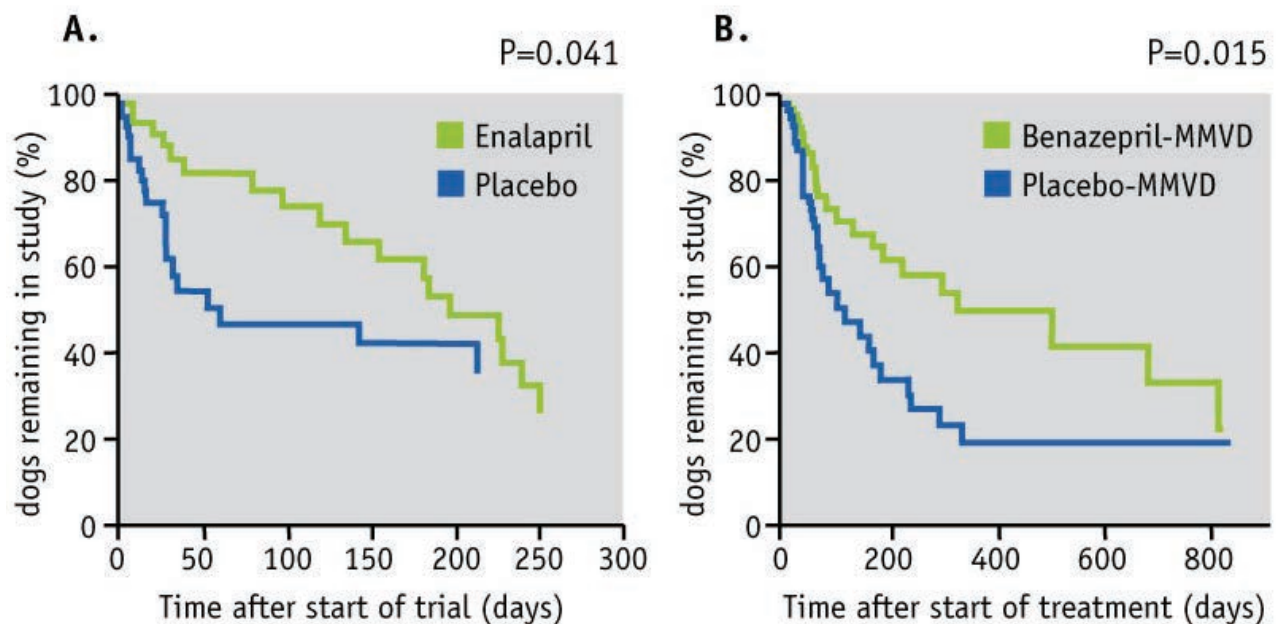 A.
P=0.041
100
80
60
40
20
0
dogs remaining in study (%)
Enalapril
Placebo
0 50 100 150 200 250 300
Time after start of trial (days)
B.
P=0.015
100
80
60
40
20
0
dogs remaining in study (%)
Benazepril-MMVD
Placebo-MMVD
0 200 400 600 800
Time after start of treatment (days)